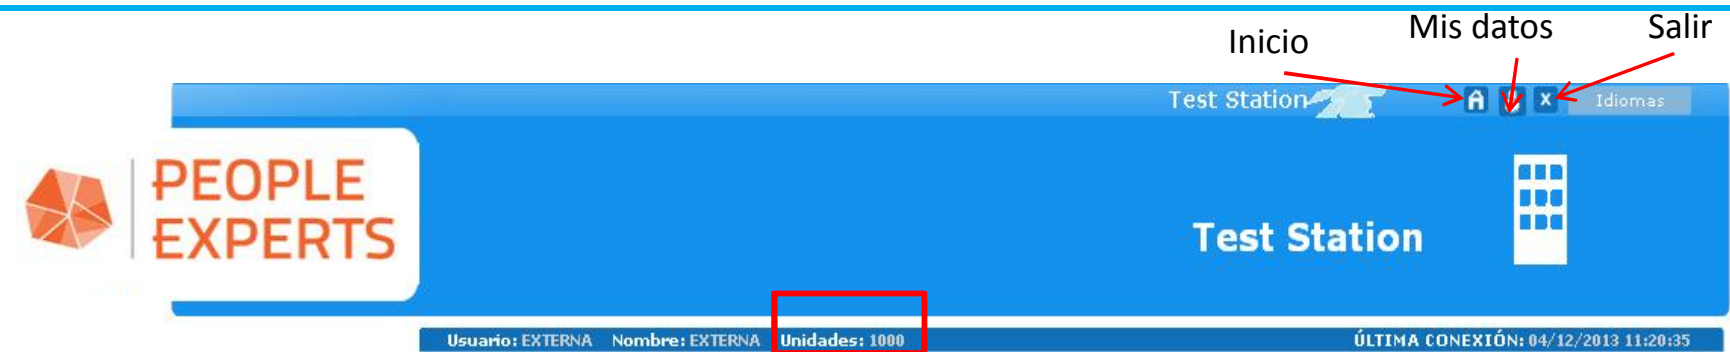 Inicio
Mis datos
Salir
Test Station
x
Idiomas
PEOPLE
EXPERTS
Test Station
Usuario: EXTERNA Nombre: EXTERNA Unidades: 1000
ÚLTIMA CONEXIÓN: 04/12/2013 11:20:35